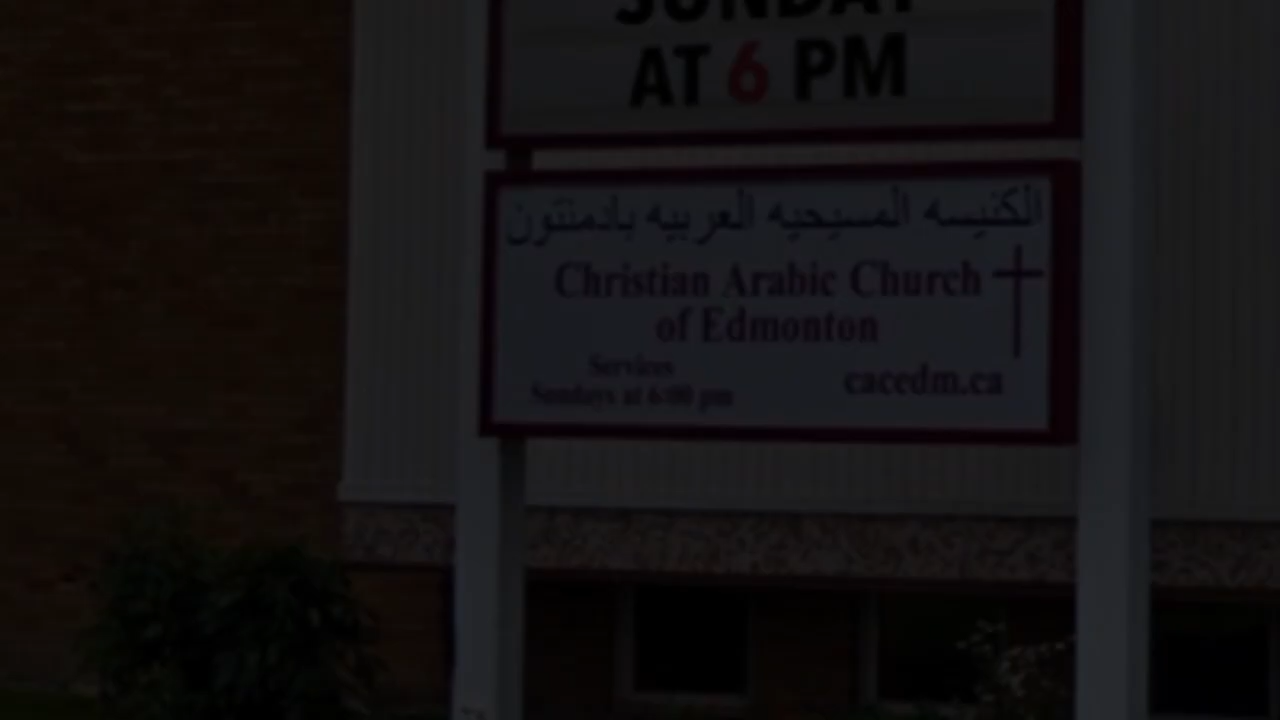 SUNDAY
AT 6 PM
الكنيسه المسيحيه العربيه بادمنتون
Christian Arabic Church
of Edmonton
Services
Sundays at 6:00 pm
cacedm.ca